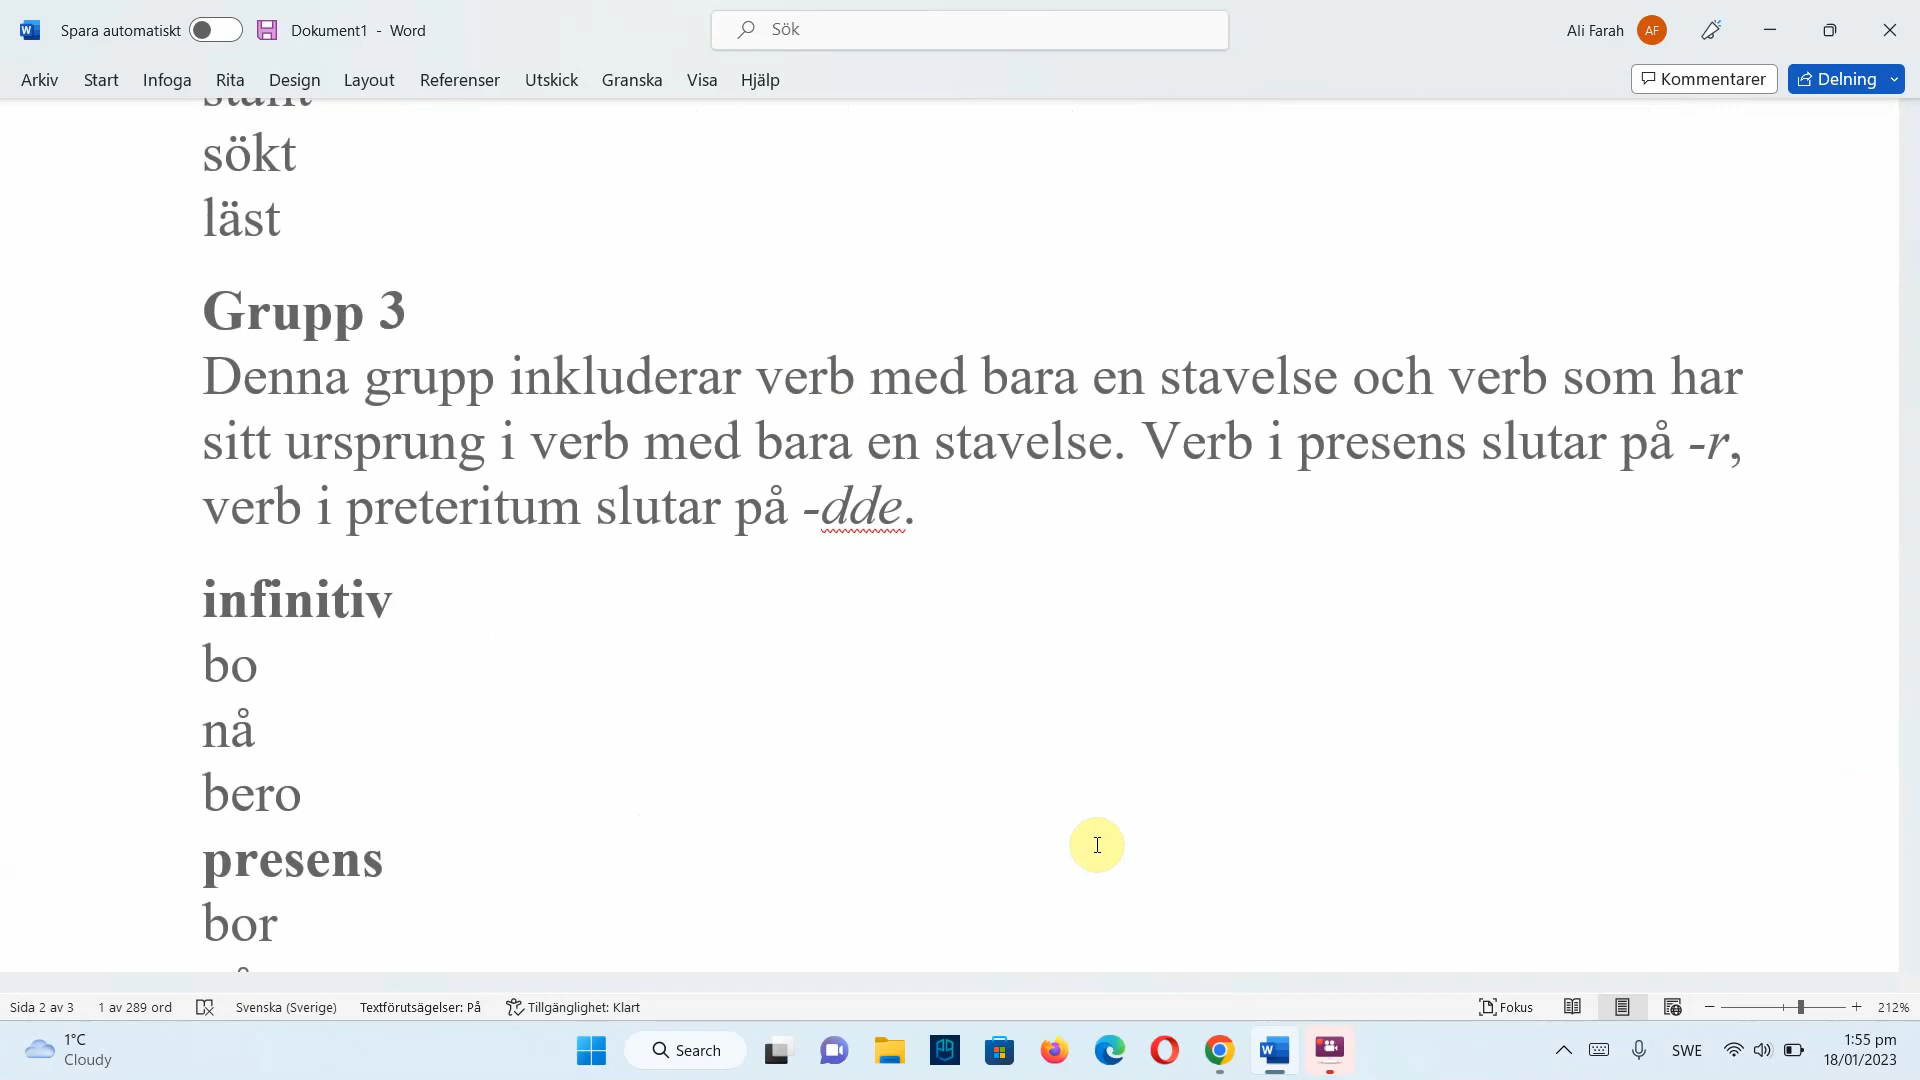 Spara automatiskt
Dokument1 - Word
Sök
Ali Farah
AF
Arkiv
Start
Infoga
Rita
Design
Layout
Referenser
Utskick
Granska
Visa
Hjälp
Kommentarer
Delning
sökt
läst
Grupp 3
Denna grupp inkluderar verb med bara en stavelse och verb som har
sitt ursprung i verb med bara en stavelse. Verb i presens slutar på -r,
verb i preteritum slutar på -dde.
infinitiv
bo
nå
bero
presens
bor
Sida 2 av 3
1 av 289 ord
Svenska (Sverige)
Textförutsägelser: På
Tillgänglighet: Klart
Fokus
212%
1°C
Cloudy
Search
SWE
1:55 pm
18/01/2023